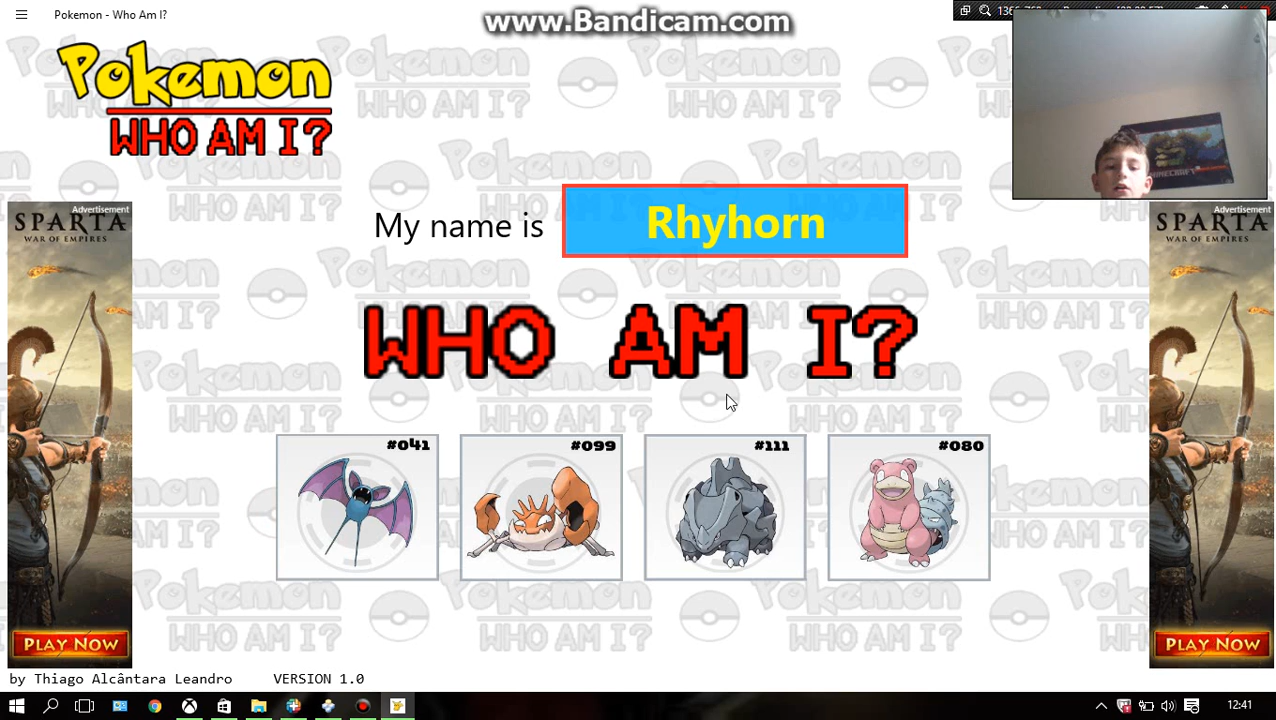 Pokemon - Who Am I?
www.Bandicam.com
Pokemon
WHO AM I?
MINECRAFT
Advertisement
SPARTA
WAR OF EMPIRES
Advertisement
SPARTA
WAR OF EMPIRES
My name is Rhyhorn
WHO AM I?
#041
#099
#111
#080
PLAY NOW
PLAY NOW
by Thiago Alcântara Leandro VERSION 1.0
12:41